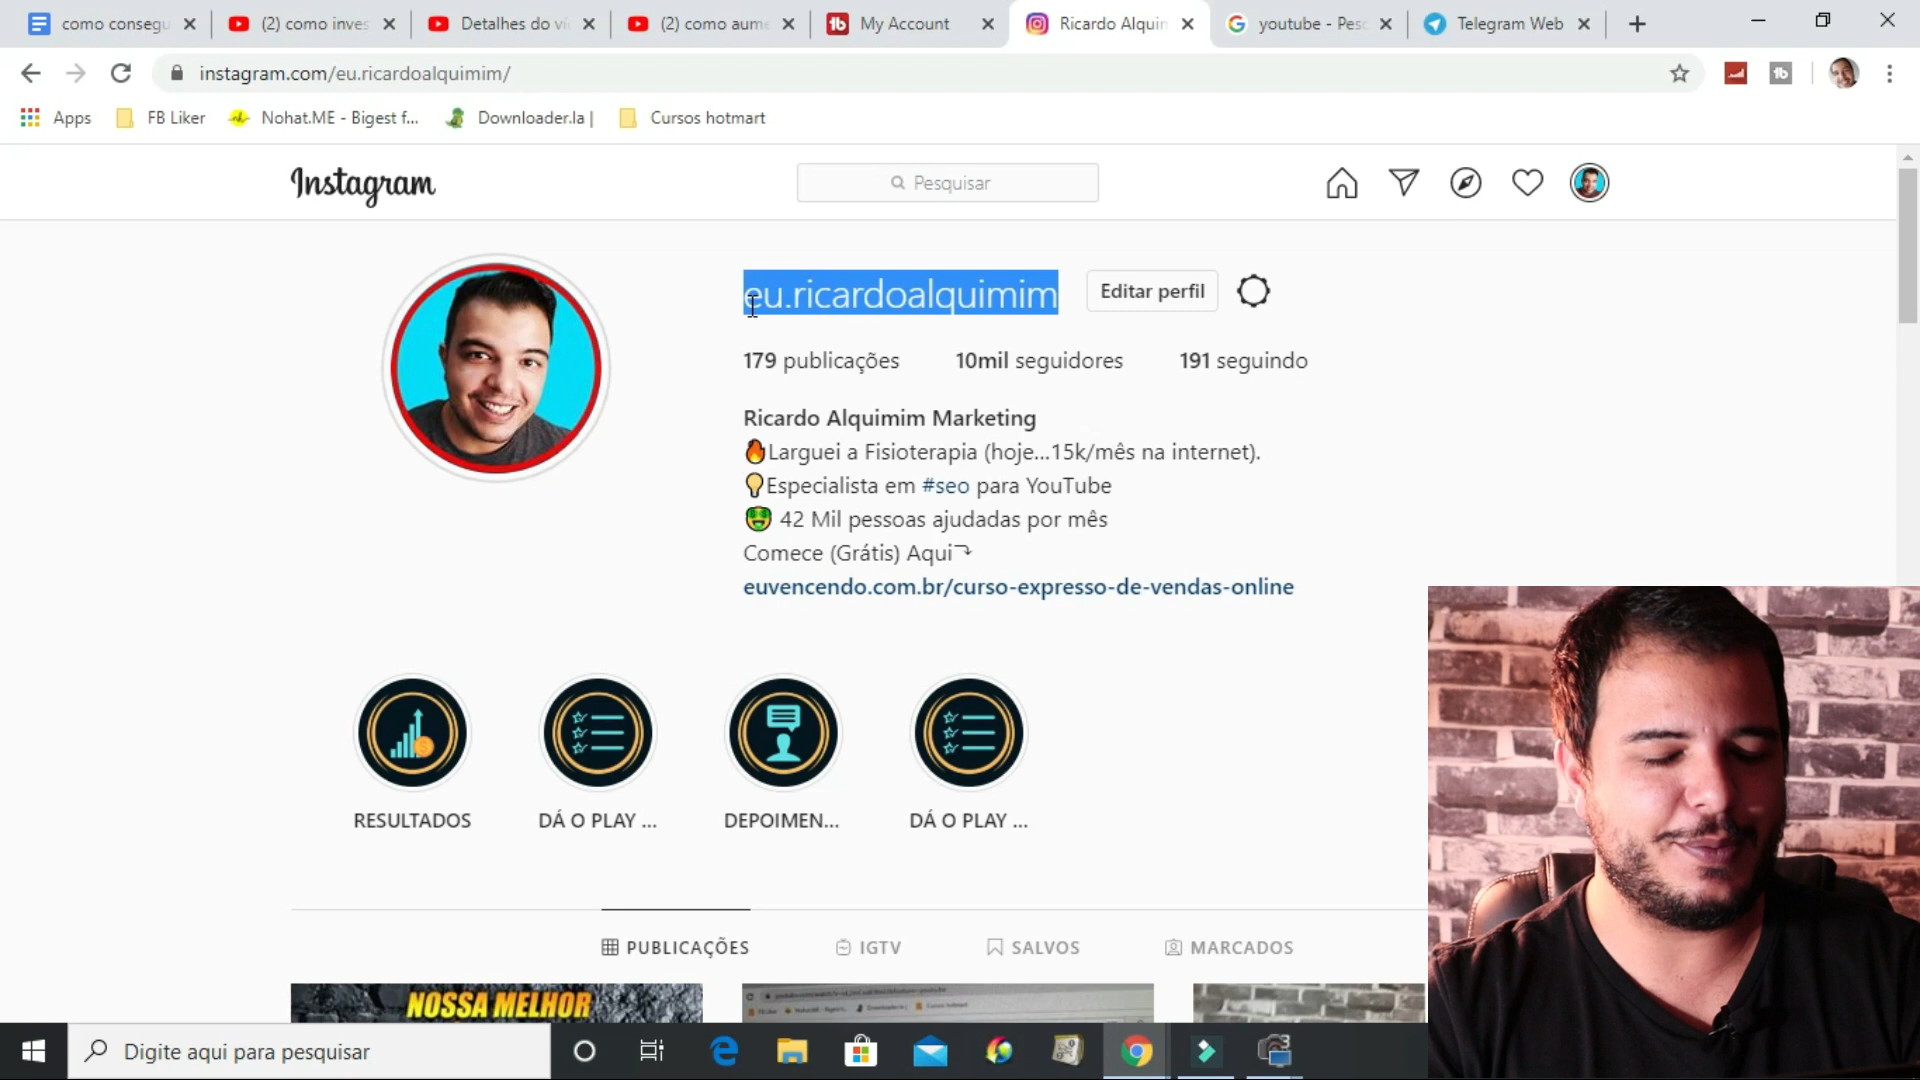 como consegu
(2) como inves
Detalhes do ví
(2) como aume
My Account
Ricardo Alquim
youtube - Pesc
Telegram Web
instagram.com/eu.ricardoalquimim/
Apps
FB Liker
Nohat.ME - Bigest f...
Downloader.la |
Cursos hotmart
Instagram
Pesquisar
eu.ricardoalquimim
Editar perfil
179 publicações
10mil seguidores
191 seguindo
Ricardo Alquimim Marketing
🔥Larguei a Fisioterapia (hoje...15k/mês na internet).
💡Especialista em #seo para YouTube
🤑 42 Mil pessoas ajudadas por mês
Comece (Grátis) Aqui⤵
euvencendo.com.br/curso-expresso-de-vendas-online
RESULTADOS
DÁ O PLAY ...
DEPOIMEN...
DÁ O PLAY ...
PUBLICAÇÕES
IGTV
SALVOS
MARCADOS
NOSSA MELHOR
Digite aqui para pesquisar